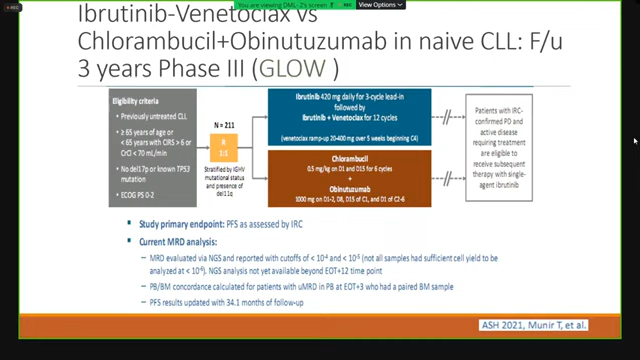 You are viewing DML-Z's screen
View Options
REC
Ibrutinib-Venetoclax vs
Chlorambucil+Obinutuzumab in naive CLL: F/u
3 years Phase III (GLOW )
Eligibility criteria
• Previously untreated CLL
• ≥ 65 years of age or
< 65 years with CIRS > 6 or
CrCl < 70 mL/min
• No del17p or known TP53
mutation
• ECOG PS 0-2
N = 211
R
1:1
Stratified by IGHV
mutational status and
presence of
del11q
Ibrutinib 420 mg daily for 3-cycle lead-in
followed by
Ibrutinib + Venetoclax for 12 cycles
(venetoclax ramp-up 20-400 mg over 5 weeks beginning C4)
Chlorambucil
0.5 mg/kg on D1 and D15 for 6 cycles
+
Obinutuzumab
1000 mg on D1-2, D8, D15 of C1, and D1 of C2-6
Patients with IRC-
confirmed PD and
active disease
requiring treatment
are eligible to
receive subsequent
therapy with single-
agent ibrutinib
▪ Study primary endpoint: PFS as assessed by IRC
▪ Current MRD analysis:
— MRD evaluated via NGS and reported with cutoffs of < 10⁻⁴ and < 10⁻⁵ (not all samples had sufficient cell yield to be
analyzed at < 10⁻⁶). NGS analysis not yet available beyond EOT+12 time point
— PB/BM concordance calculated for patients with uMRD in PB at EOT+3 who had a paired BM sample
— PFS results updated with 34.1 months of follow-up
ASH 2021, Munir T, et al.